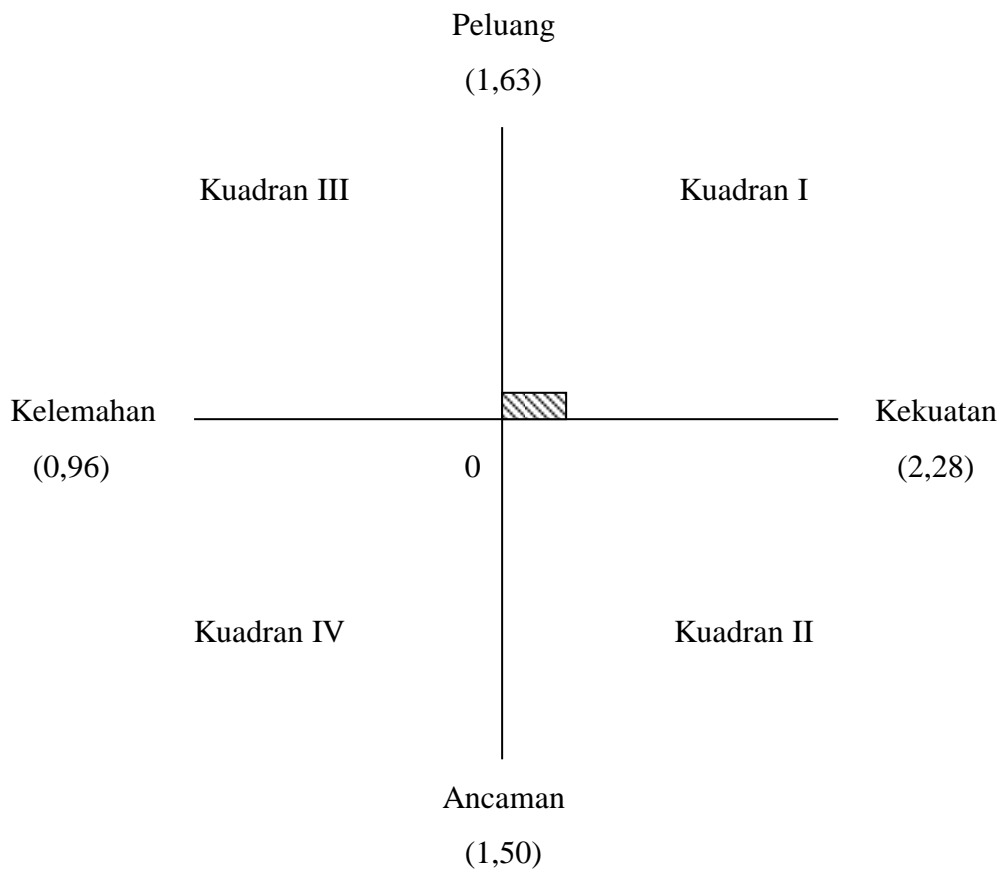 Peluang
(1,63)
Kuadran III
Kuadran I
Kelemahan
(0,96)
0
Kekuatan
(2,28)
Kuadran IV
Kuadran II
Ancaman
(1,50)